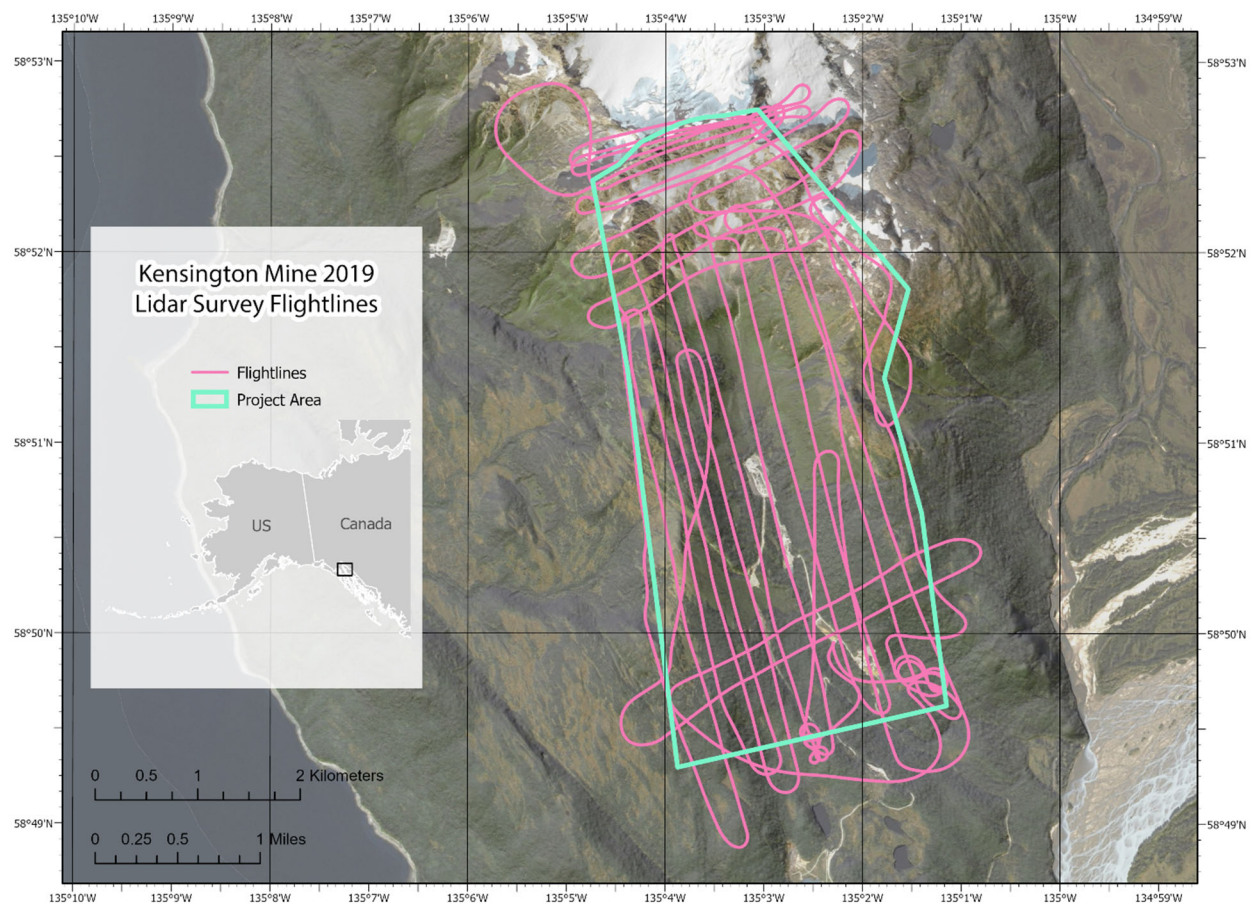 135°10'W 135°9'W 135°8'W 135°7'W 135°6'W 135°5'W 135°4'W 135°3'W 135°2'W 135°1'W 135°W 134°59'W
58°53'N 58°53'N
58°52'N 58°52'N
Kensington Mine 2019
Lidar Survey Flightlines
Flightlines
Project Area
58°51'N 58°51'N
US Canada
58°50'N 58°50'N
0 0.5 1 2 Kilometers
58°49'N 58°49'N
0 0.25 0.5 1 Miles
135°10'W 135°9'W 135°8'W 135°7'W 135°6'W 135°5'W 135°4'W 135°3'W 135°2'W 135°1'W 135°0'W 134°59'W